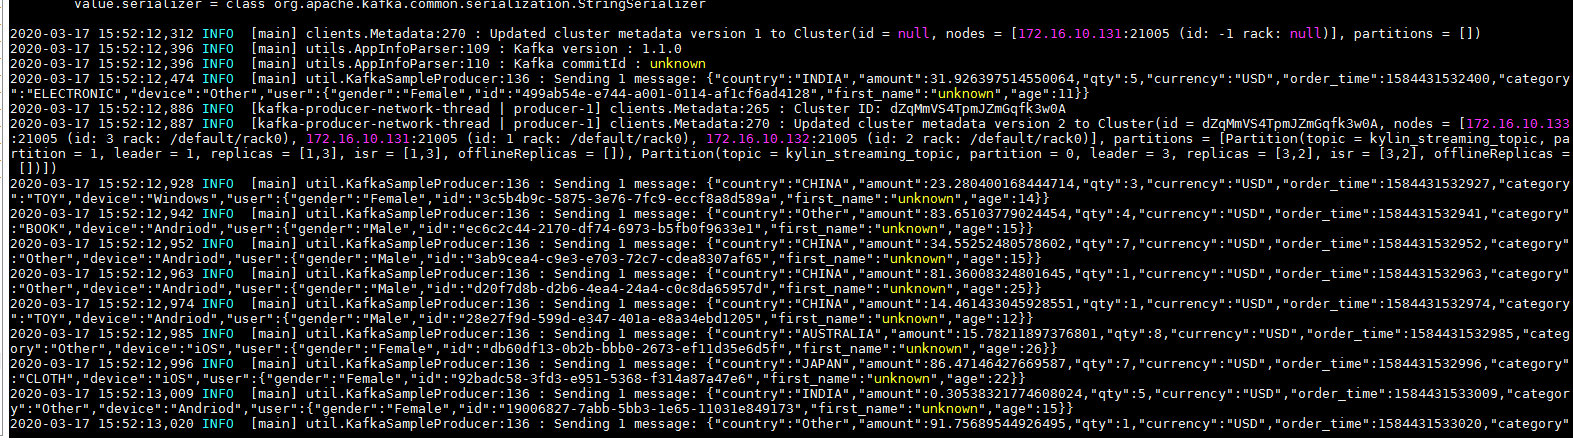 value.serializer = class org.apache.kafka.common.serialization.StringSerializer
2020-03-17 15:52:12,312 INFO  [main] clients.Metadata:270 : Updated cluster metadata version 1 to Cluster(id = null, nodes = [172.16.10.131:21005 (id: -1 rack: null)], partitions = [])
2020-03-17 15:52:12,396 INFO  [main] utils.AppInfoParser:109 : Kafka version : 1.1.0
2020-03-17 15:52:12,396 INFO  [main] utils.AppInfoParser:110 : Kafka commitId : unknown
2020-03-17 15:52:12,474 INFO  [main] util.KafkaSampleProducer:136 : Sending 1 message: {"country":"INDIA","amount":31.926397514550064,"qty":5,"currency":"USD","order_time":1584431532400,"category
":"ELECTRONIC","device":"Other","user":{"gender":"Female","id":"499ab54e-e744-a001-0114-af1cf6ad4128","first_name":"unknown","age":11}}
2020-03-17 15:52:12,886 INFO  [kafka-producer-network-thread | producer-1] clients.Metadata:265 : Cluster ID: dZqMmVS4TpmJZmGqfk3w0A
2020-03-17 15:52:12,887 INFO  [kafka-producer-network-thread | producer-1] clients.Metadata:270 : Updated cluster metadata version 2 to Cluster(id = dZqMmVS4TpmJZmGqfk3w0A, nodes = [172.16.10.133
:21005 (id: 3 rack: /default/rack0), 172.16.10.131:21005 (id: 1 rack: /default/rack0), 172.16.10.132:21005 (id: 2 rack: /default/rack0)], partitions = [Partition(topic = kylin_streaming_topic, pa
rtition = 1, leader = 1, replicas = [1,3], isr = [1,3], offlineReplicas = []), Partition(topic = kylin_streaming_topic, partition = 0, leader = 3, replicas = [3,2], isr = [3,2], offlineReplicas =
 [])])
2020-03-17 15:52:12,928 INFO  [main] util.KafkaSampleProducer:136 : Sending 1 message: {"country":"CHINA","amount":23.280400168444714,"qty":3,"currency":"USD","order_time":1584431532927,"category
":"TOY","device":"Windows","user":{"gender":"Female","id":"3c5b4b9c-5875-3e76-7fc9-eccf8a8d589a","first_name":"unknown","age":14}}
2020-03-17 15:52:12,942 INFO  [main] util.KafkaSampleProducer:136 : Sending 1 message: {"country":"Other","amount":83.65103779024454,"qty":4,"currency":"USD","order_time":1584431532941,"category"
:"BOOK","device":"Andriod","user":{"gender":"Male","id":"ec6c2c44-2170-df74-6973-b5fb0f9633e1","first_name":"unknown","age":15}}
2020-03-17 15:52:12,952 INFO  [main] util.KafkaSampleProducer:136 : Sending 1 message: {"country":"CHINA","amount":34.55252480578602,"qty":7,"currency":"USD","order_time":1584431532952,"category"
:"Other","device":"Andriod","user":{"gender":"Male","id":"3ab9cea4-c9e3-e703-72c7-cdea8307af65","first_name":"unknown","age":15}}
2020-03-17 15:52:12,963 INFO  [main] util.KafkaSampleProducer:136 : Sending 1 message: {"country":"CHINA","amount":81.36008324801645,"qty":1,"currency":"USD","order_time":1584431532963,"category"
:"Other","device":"Andriod","user":{"gender":"Male","id":"d20f7d8b-d2b6-4ea4-24a4-c0c8da65957d","first_name":"unknown","age":25}}
2020-03-17 15:52:12,974 INFO  [main] util.KafkaSampleProducer:136 : Sending 1 message: {"country":"CHINA","amount":14.461433045928551,"qty":1,"currency":"USD","order_time":1584431532974,"category
":"TOY","device":"Andriod","user":{"gender":"Male","id":"28e27f9d-599d-e347-401a-e8a34ebd1205","first_name":"unknown","age":12}}
2020-03-17 15:52:12,985 INFO  [main] util.KafkaSampleProducer:136 : Sending 1 message: {"country":"AUSTRALIA","amount":15.78211897376801,"qty":8,"currency":"USD","order_time":1584431532985,"categ
ory":"Other","device":"iOS","user":{"gender":"Female","id":"db60df13-0b2b-bbb0-2673-ef11d35e6d5f","first_name":"unknown","age":26}}
2020-03-17 15:52:12,996 INFO  [main] util.KafkaSampleProducer:136 : Sending 1 message: {"country":"JAPAN","amount":86.47146427669587,"qty":7,"currency":"USD","order_time":1584431532996,"category"
:"CLOTH","device":"iOS","user":{"gender":"Female","id":"92badc58-3fd3-e951-5368-f314a87a47e6","first_name":"unknown","age":22}}
2020-03-17 15:52:13,009 INFO  [main] util.KafkaSampleProducer:136 : Sending 1 message: {"country":"INDIA","amount":0.30538321774608024,"qty":5,"currency":"USD","order_time":1584431533009,"categor
y":"Other","device":"Andriod","user":{"gender":"Female","id":"19006827-7abb-5bb3-1e65-11031e849173","first_name":"unknown","age":15}}
2020-03-17 15:52:13,020 INFO  [main] util.KafkaSampleProducer:136 : Sending 1 message: {"country":"Other","amount":91.75689544926495,"qty":1,"currency":"USD","order_time":1584431533020,"category"